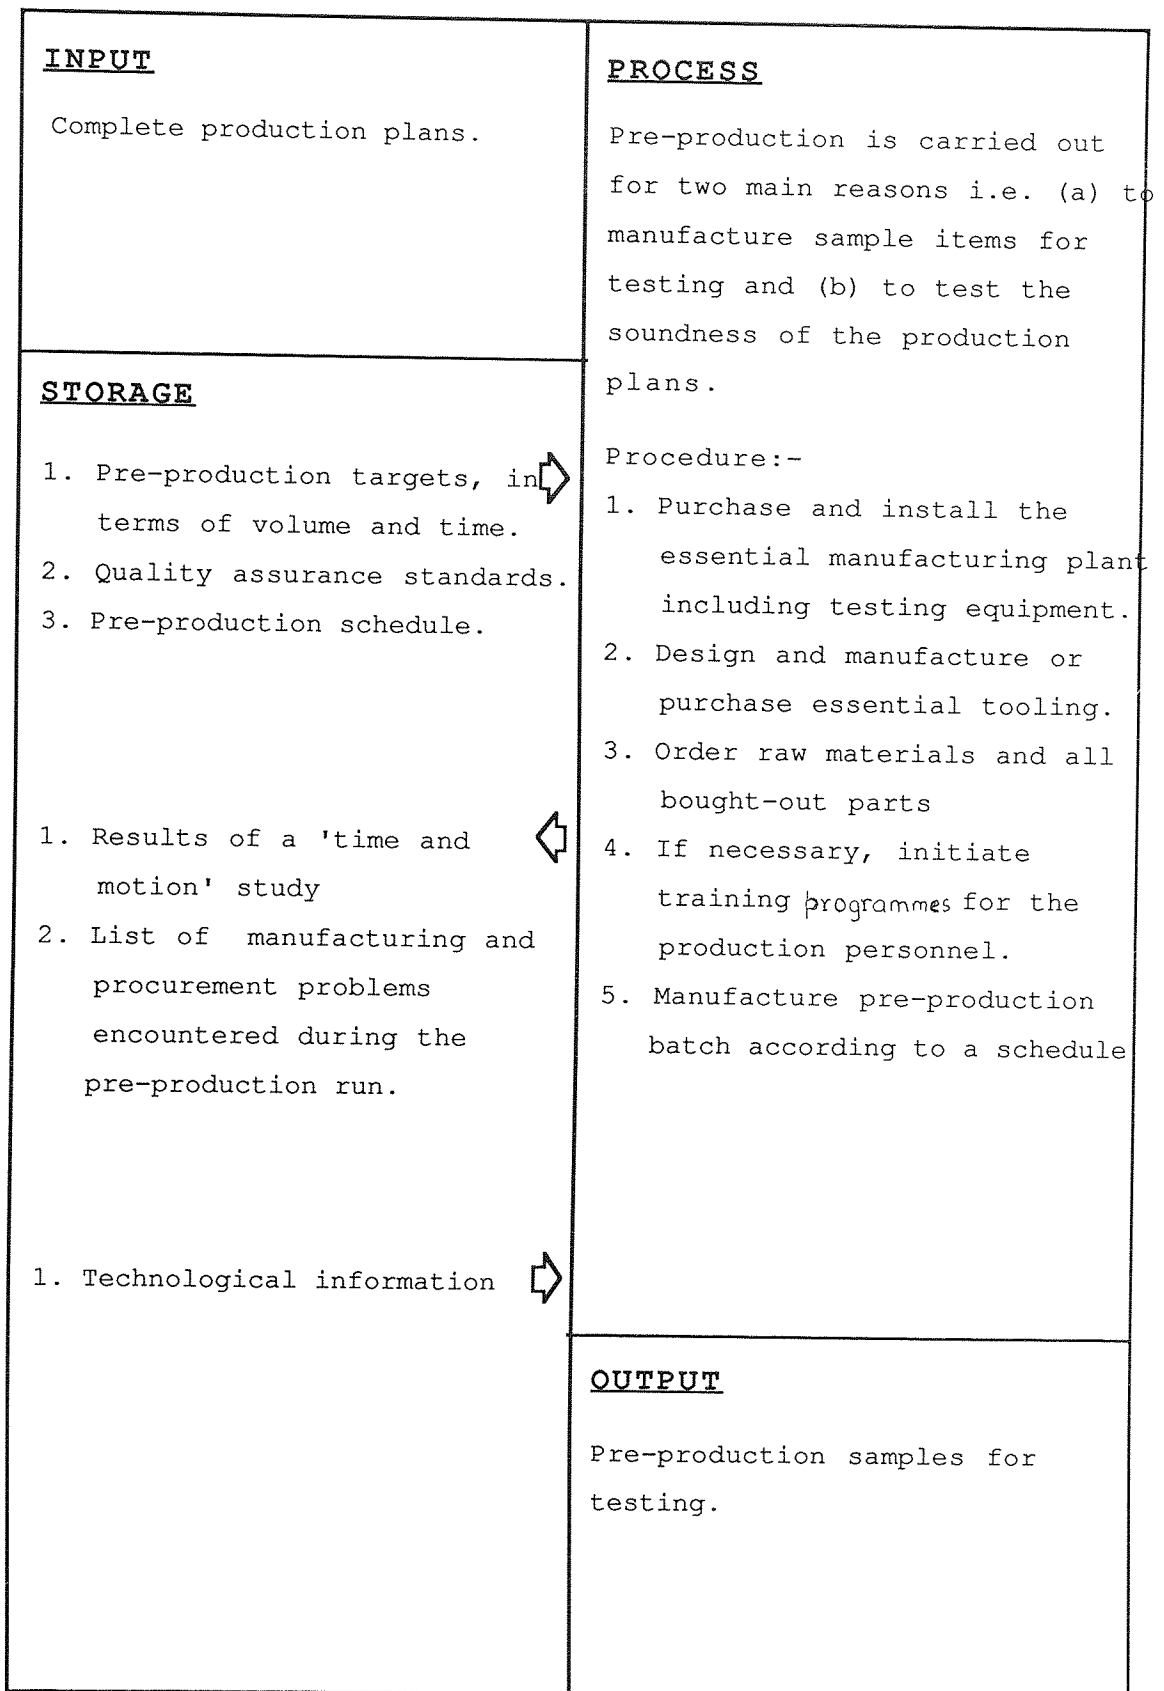 INPUT
Complete production plans.
STORAGE
1. Pre-production targets, in
terms of volume and time.
2. Quality assurance standards.
3. Pre-production schedule.
1. Results of a 'time and
motion' study
2. List of manufacturing and
procurement problems
encountered during the
pre-production run.
1. Technological information
PROCESS
Pre-production is carried out
for two main reasons i.e. (a) to
manufacture sample items for
testing and (b) to test the
soundness of the production
plans.
Procedure:-
1. Purchase and install the
essential manufacturing plant
including testing equipment.
2. Design and manufacture or
purchase essential tooling.
3. Order raw materials and all
bought-out parts
4. If necessary, initiate
training programmes for the
production personnel.
5. Manufacture pre-production
batch according to a schedule
OUTPUT
Pre-production samples for
testing.